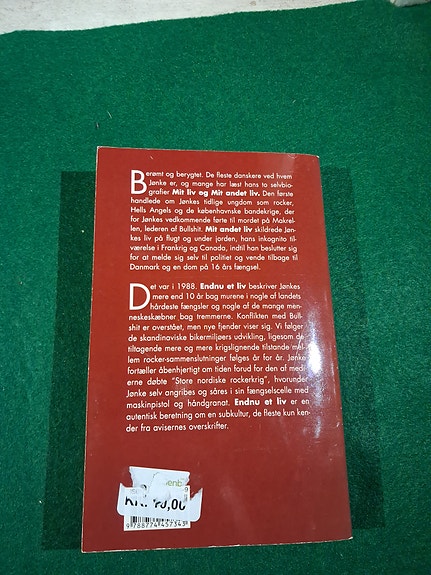 Berømt og berygtet. De fleste danskere ved hvem
Jønke er, og mange har læst hans to selvbio-
grafier Mit liv og Mit andet liv. Den første
handlede om Jønkes tidlige ungdom som rocker,
Hells Angels og de københavnske bandekrige, der
for Jønkes vedkommende førte til mordet på Makrel-
len, lederen af Bullshit. Mit andet liv skildrede Jøn-
kes liv på flugt og under jorden, hans inkognito til-
værelse i Frankrig og Canada, indtil han beslutter sig
for at melde sig selv til politiet og vende tilbage til
Danmark og en dom på 16 års fængsel.
Det var i 1988. Endnu et liv beskriver Jønkes
mere end 10 år bag murene i nogle af landets
hårdeste fængsler og nogle af de mange men-
neskeskæbner bag tremmerne. Konflikten med Bull-
shit er overstået, men nye fjender viser sig. Vi følger
de skandinaviske bikermiljøers udvikling, ligesom de
tiltagende mere og mere krigslignende tilstande mel-
lem rocker-sammenslutninger følges år for år. Jønke
fortæller åbenhjertigt om tiden forud for den af medi-
erne døbte "Store nordiske rockerkrig", hvorunder
Jønke selv angribes og såres i sin fængselscelle med
maskinpistol og håndgranat. Endnu et liv er en
autentisk beretning om en subkultur, de fleste kun ken-
der fra avisernes overskrifter.
9 788774 457343